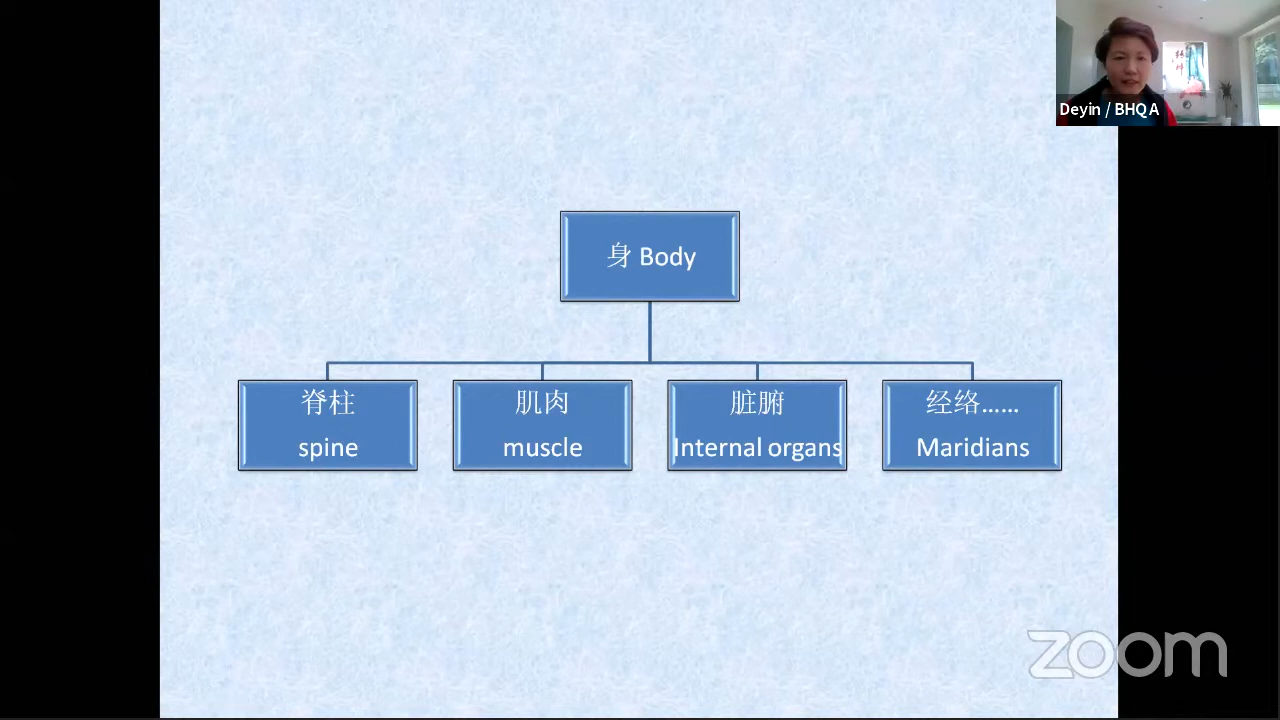 Deyin / BHQA
身 Body
脊柱
spine
肌肉
muscle
脏腑
Internal organs
经络......
Maridians
zoom